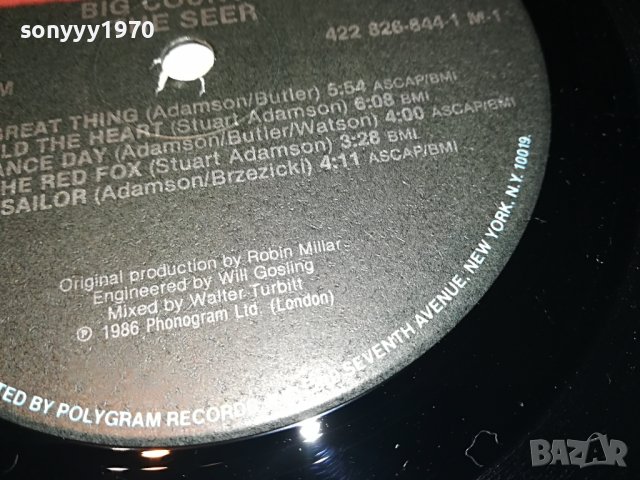 sonyyy1970
BIG
SEER
422 826-844-1 M-1
GREAT THING (Adamson/Butler) 5:54 ASCAP/BMI
LD THE HEART (Stuart Adamson) 6:08 BMI
ANCE DAY (Adamson/Butler/Watson) 4:00 ASCAP/BMI
HE RED FOX (Stuart Adamson) 3:28 BMI
SAILOR (Adamson/Brzezicki) 4:11 ASCAP/BMI
Original production by Robin Millar
Engineered by Will Gosling
Mixed by Walter Turbitt
℗ 1986 Phonogram Ltd. (London)
TED BY POLYGRAM RECORD SEVENTH AVENUE, NEW YORK, N.Y. 10019.
BAZAR
bg